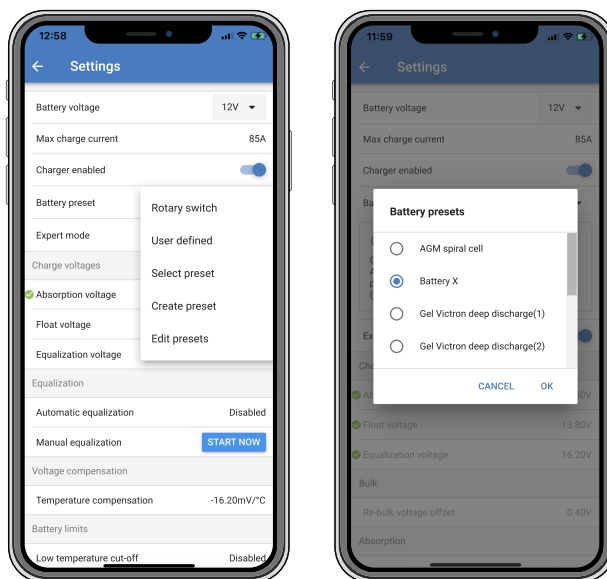 12:58
Settings
Battery voltage 12V
Max charge current 85A
Charger enabled
Battery preset
Expert mode
Rotary switch
User defined
Select preset
Create preset
Edit presets
Charge voltages
Absorption voltage
Float voltage
Equalization voltage
Equalization
Automatic equalization Disabled
Manual equalization START NOW
Voltage compensation
Temperature compensation -16.20mV/°C
Battery limits
Low temperature cut-off Disabled
11:59
Settings
Battery voltage 12V
Max charge current 85A
Charger enabled
Ba
Battery presets
AGM spiral cell
Battery X
Gel Victron deep discharge(1)
Gel Victron deep discharge(2)
CANCEL OK
Ex
Cha
Float voltage 13.80V
Equalization voltage 16.20V
Bulk
Re-bulk voltage offset 0.40V
Absorption